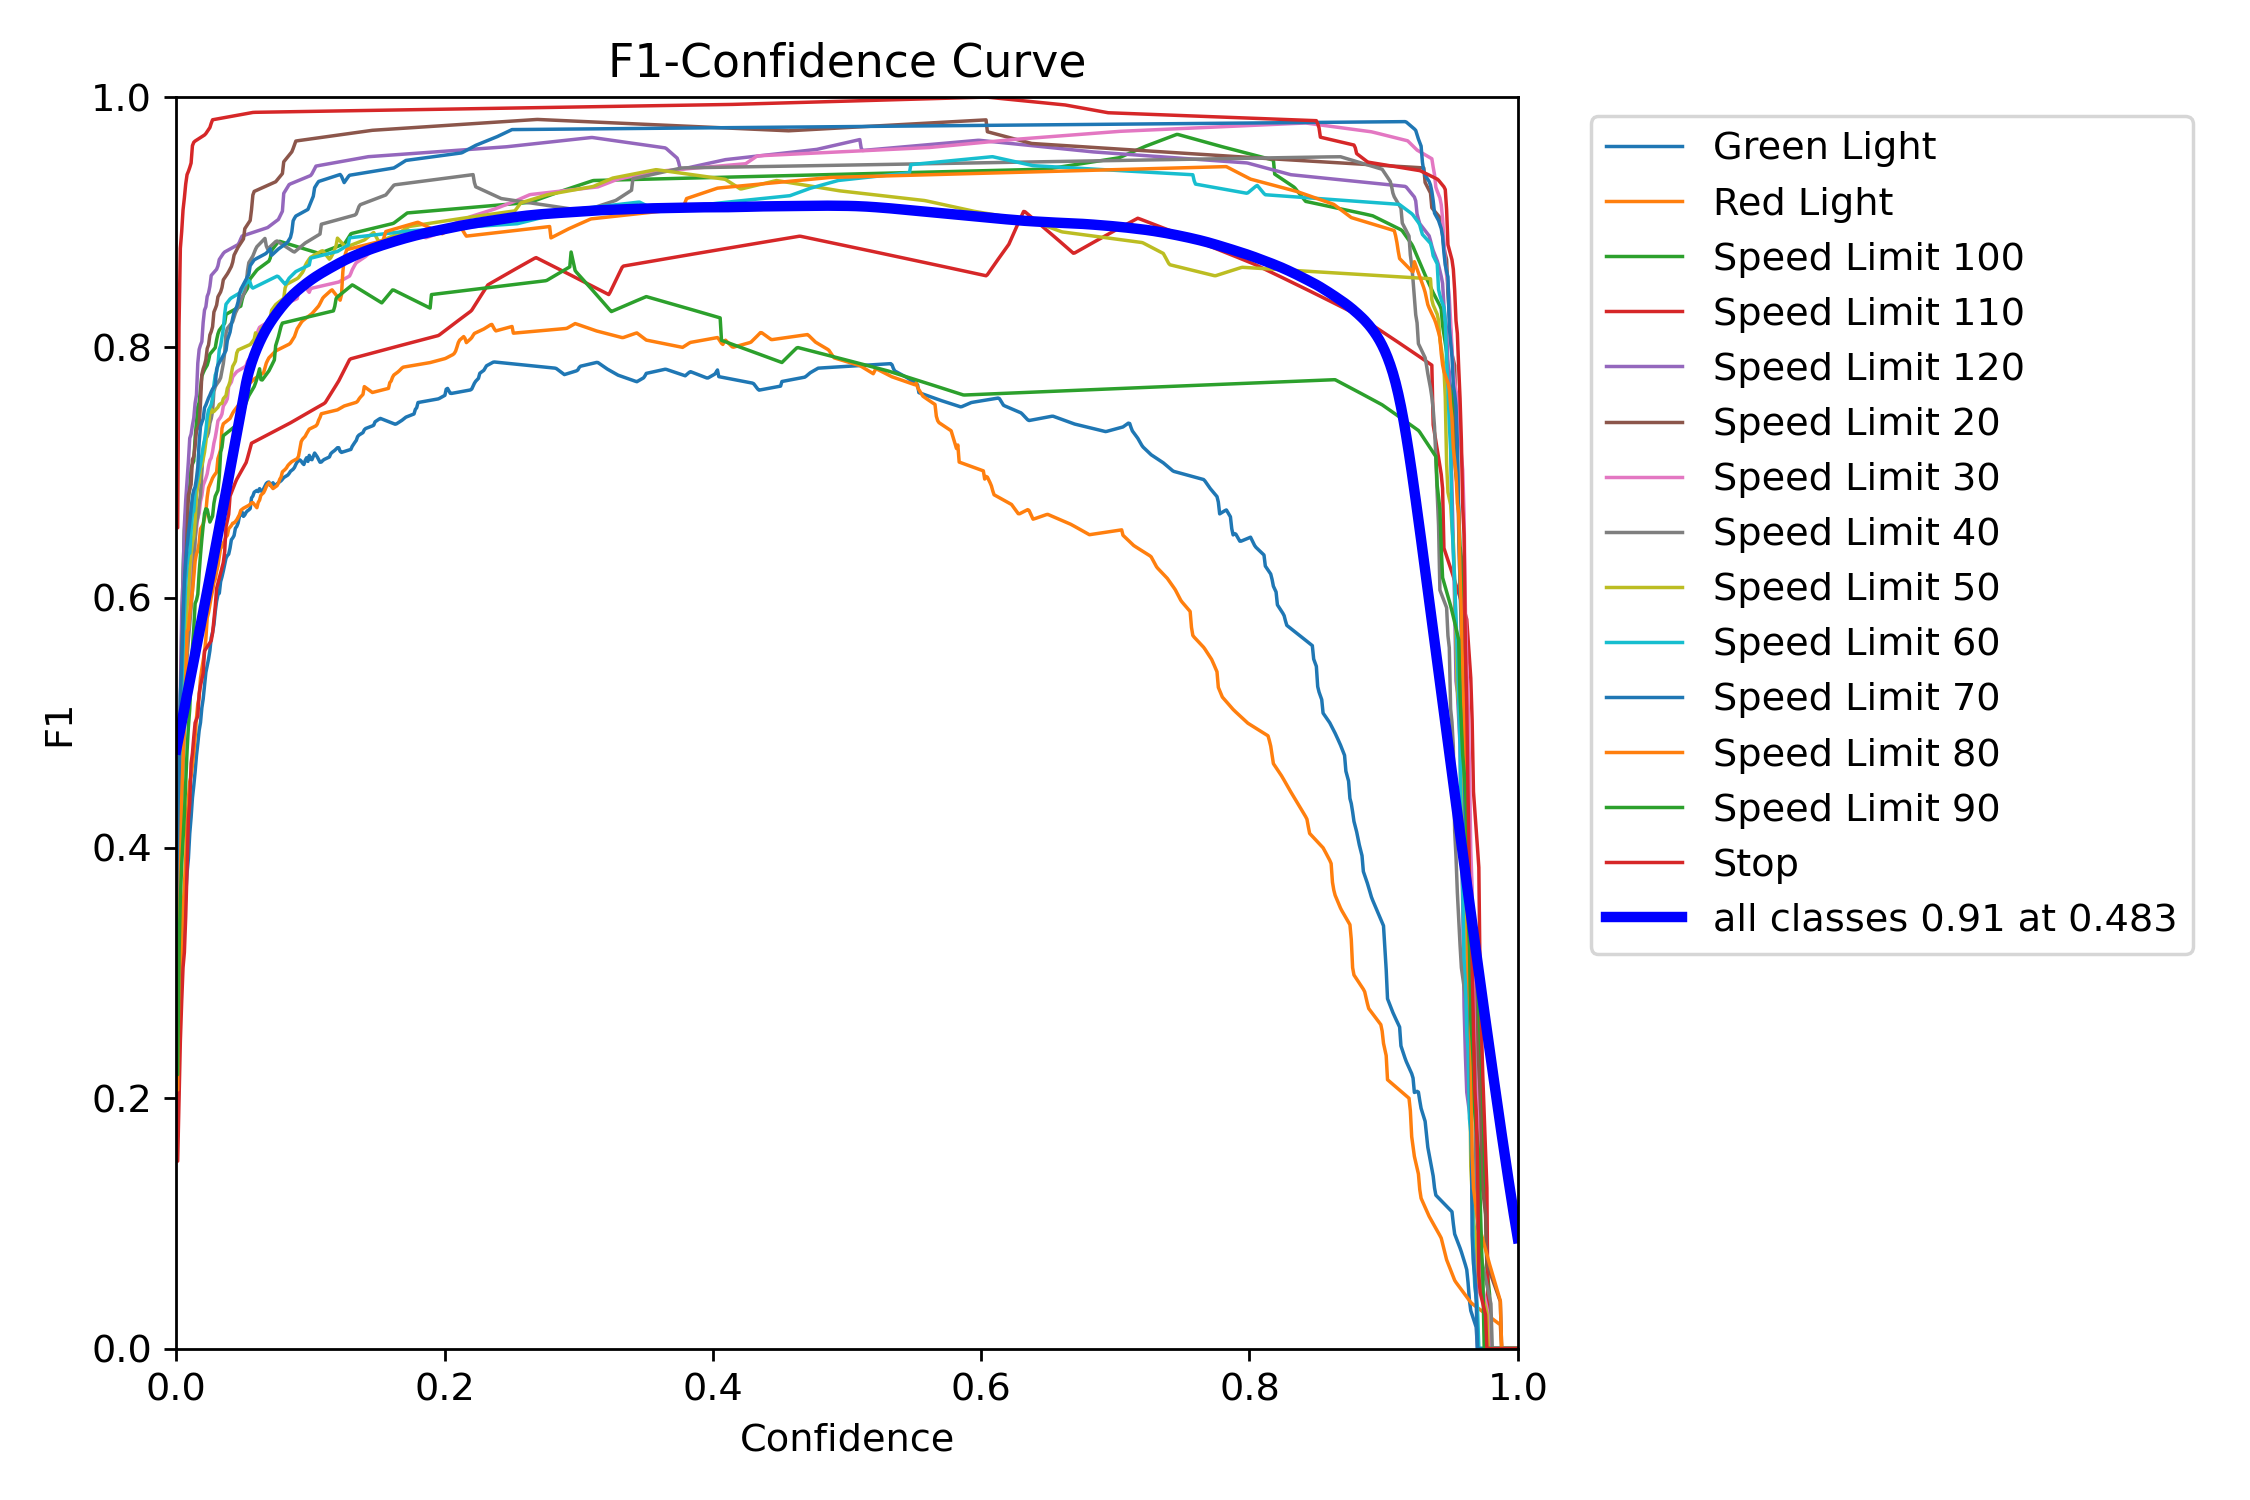 F1-Confidence Curve
1.0
0.8
0.6
0.4
0.2
0.0
F1
0.0 0.2 0.4 0.6 0.8 1.0
Confidence
Green Light
Red Light
Speed Limit 100
Speed Limit 110
Speed Limit 120
Speed Limit 20
Speed Limit 30
Speed Limit 40
Speed Limit 50
Speed Limit 60
Speed Limit 70
Speed Limit 80
Speed Limit 90
Stop
all classes 0.91 at 0.483